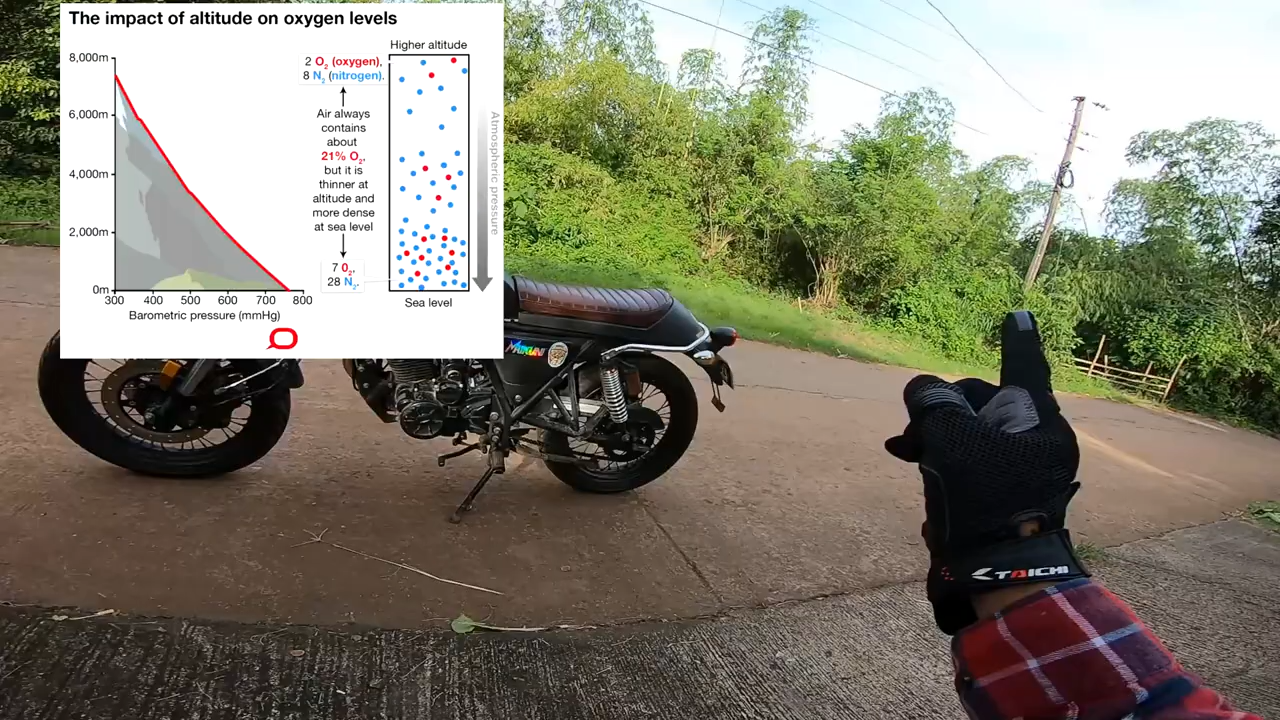 The impact of altitude on oxygen levels
8,000m
6,000m
4,000m
2,000m
0m
300
400
500
600
700
800
Barometric pressure (mmHg)
2 O₂ (oxygen),
8 N₂ (nitrogen).
Air always
contains
about
21% O₂,
but it is
thinner at
altitude and
more dense
at sea level
7 O₂,
28 N₂.
Higher altitude
Sea level
Atmospheric pressure
TAICHI